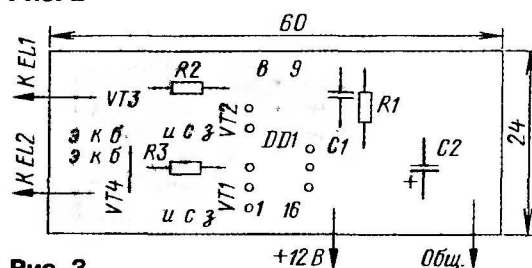 60
К EL1
VT3
R2
8 9
R1
24
э к б
и с з
VT2
DD1
C1
C2
К EL2
э к б
R3
VT4
и с з
VT1
1 16
+
+12 В
Общ.
Рис. 3